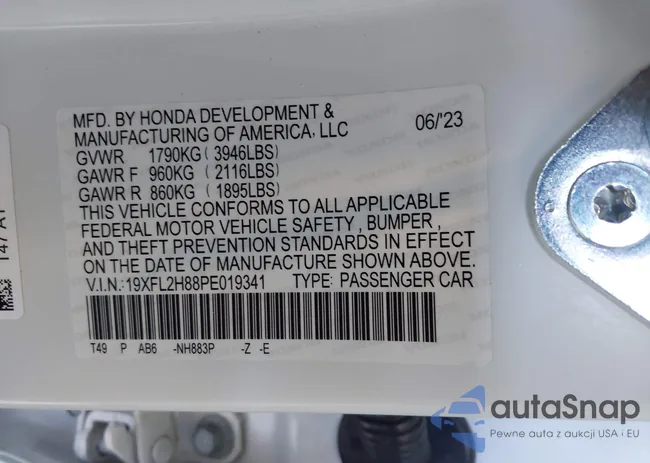 MFD. BY HONDA DEVELOPMENT &
MANUFACTURING OF AMERICA, LLC 06/'23
GVWR 1790KG ( 3946LBS)
GAWR F 960KG ( 2116LBS)
GAWR R 860KG ( 1895LBS)
THIS VEHICLE CONFORMS TO ALL APPLICABLE
FEDERAL MOTOR VEHICLE SAFETY , BUMPER ,
AND THEFT PREVENTION STANDARDS IN EFFECT
ON THE DATE OF MANUFACTURE SHOWN ABOVE.
V.I.N.:19XFL2H88PE019341 TYPE: PASSENGER CAR
T49 P AB6 -NH883P -Z -E
autoSnap
Pewne auta z aukcji USA i EU